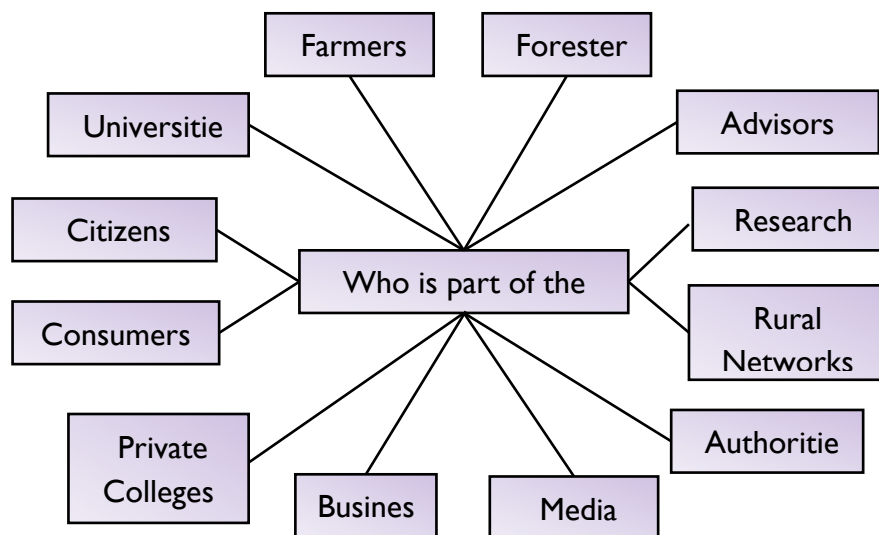 Farmers
Forester
Universitie
Advisors
Citizens
Research
Who is part of the
Consumers
Rural
Networks
Private
Colleges
Authoritie
Busines
Media